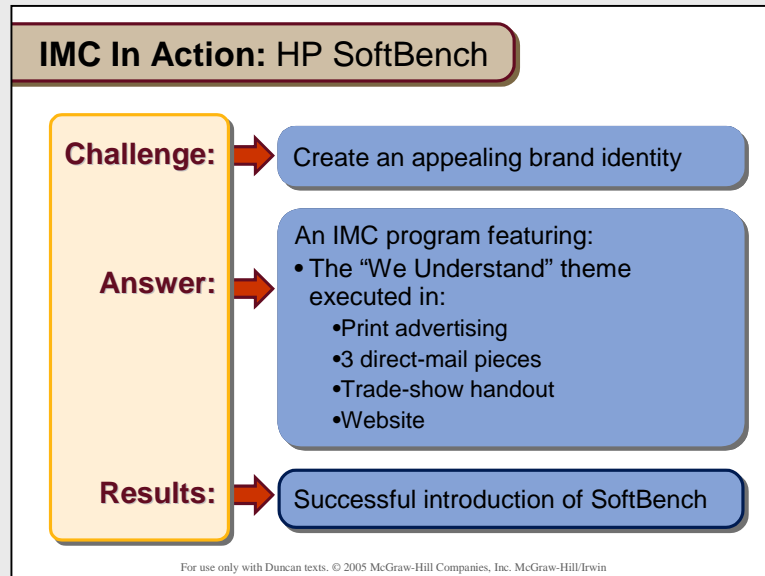 IMC In Action: HP SoftBench
Challenge:
Create an appealing brand identity
Answer:
An IMC program featuring:
• The “We Understand” theme
executed in:
•Print advertising
•3 direct-mail pieces
•Trade-show handout
•Website
Results:
Successful introduction of SoftBench
For use only with Duncan texts. © 2005 McGraw-Hill Companies, Inc. McGraw-Hill/Irwin